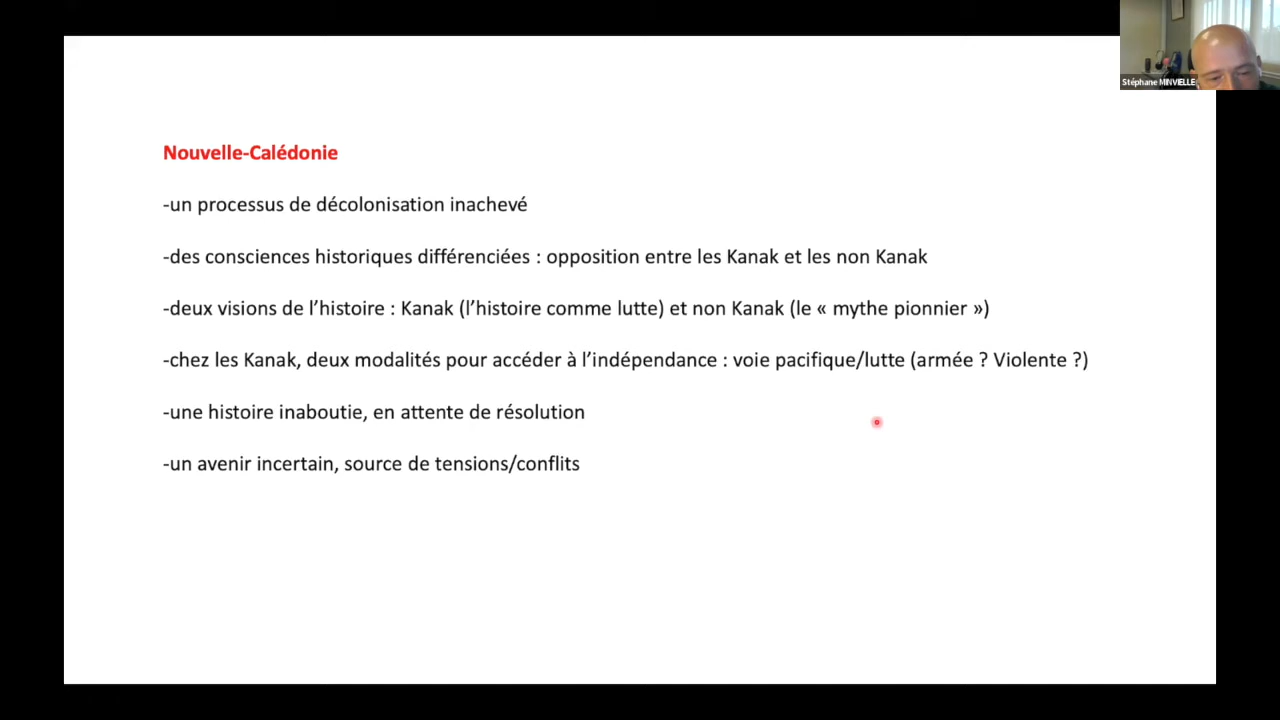 Stéphane MINVIELLE
Nouvelle-Calédonie
-un processus de décolonisation inachevé
-des consciences historiques différenciées : opposition entre les Kanak et les non Kanak
-deux visions de l’histoire : Kanak (l’histoire comme lutte) et non Kanak (le « mythe pionnier »)
-chez les Kanak, deux modalités pour accéder à l’indépendance : voie pacifique/lutte (armée ? Violente ?)
-une histoire inaboutie, en attente de résolution
-un avenir incertain, source de tensions/conflits